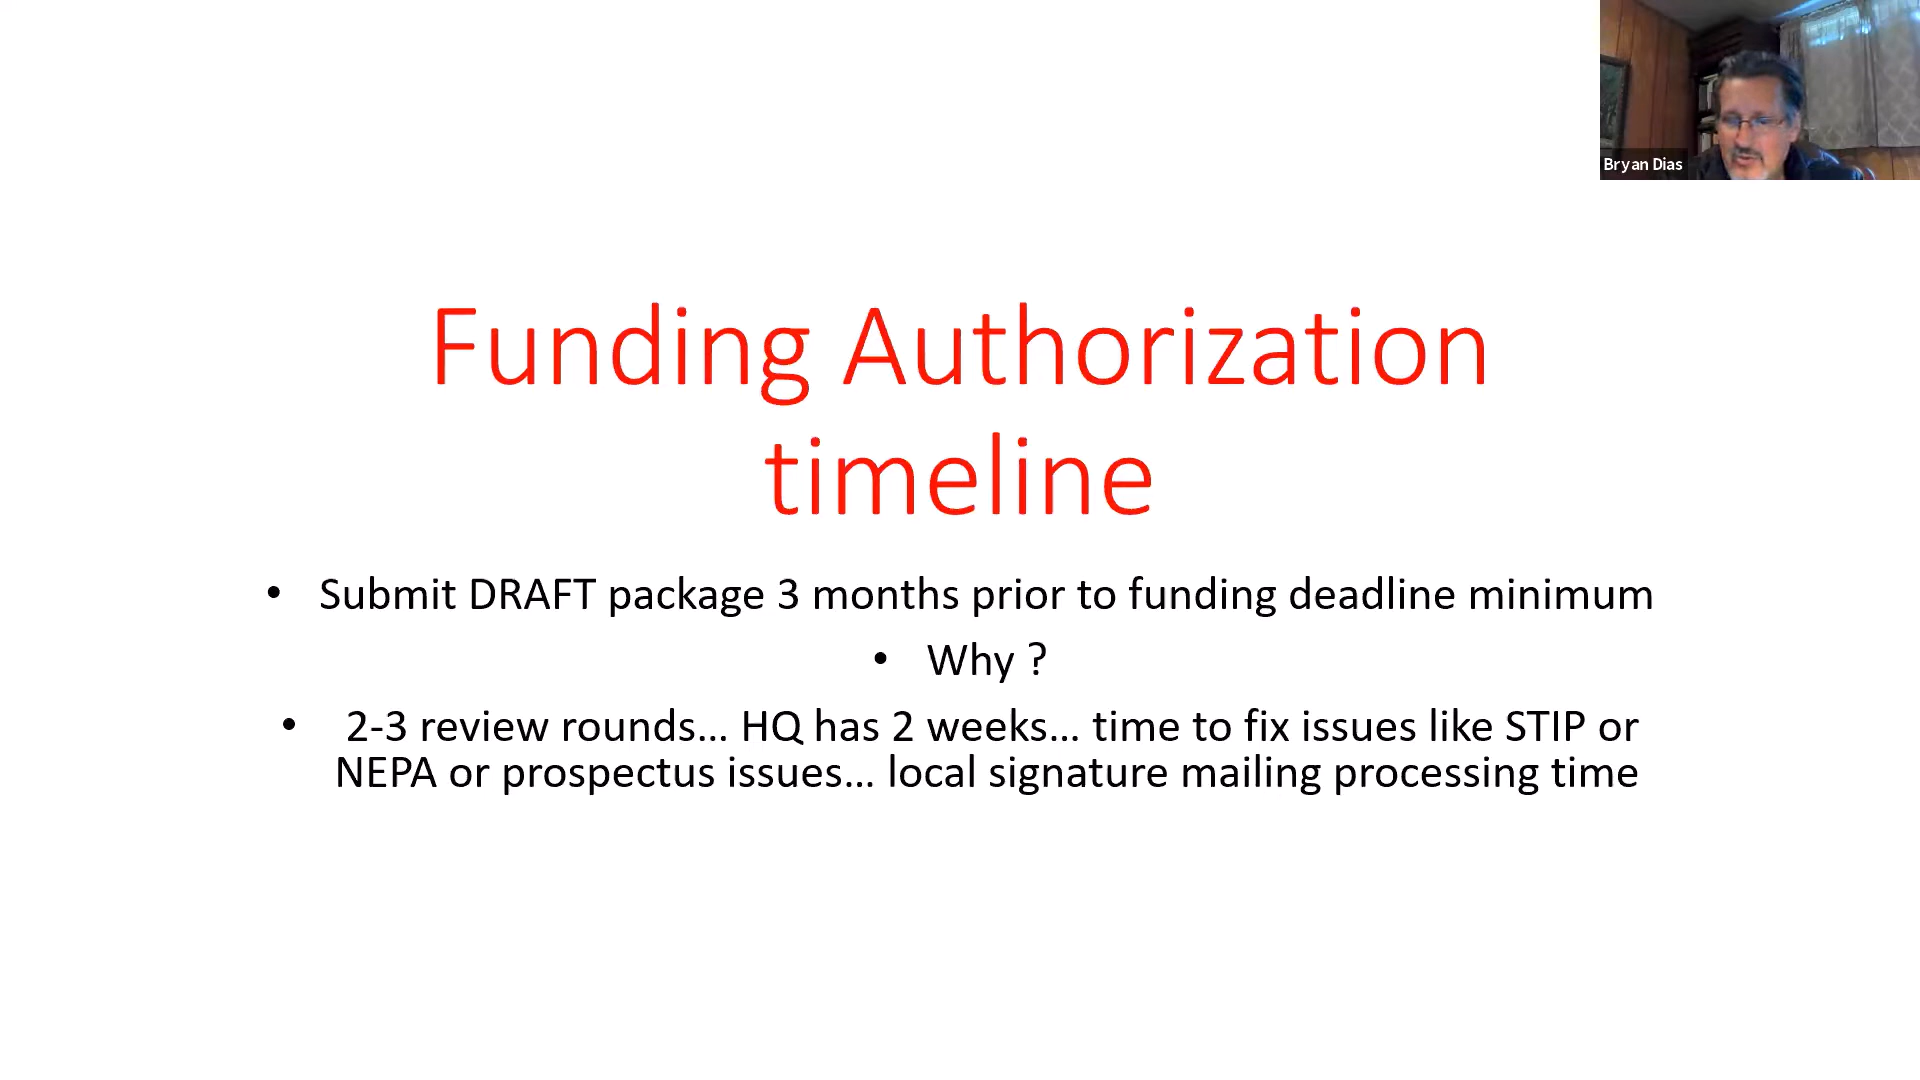 Bryan Dias
Funding Authorization
timeline
• Submit DRAFT package 3 months prior to funding deadline minimum
• Why ?
• 2-3 review rounds... HQ has 2 weeks... time to fix issues like STIP or
NEPA or prospectus issues... local signature mailing processing time